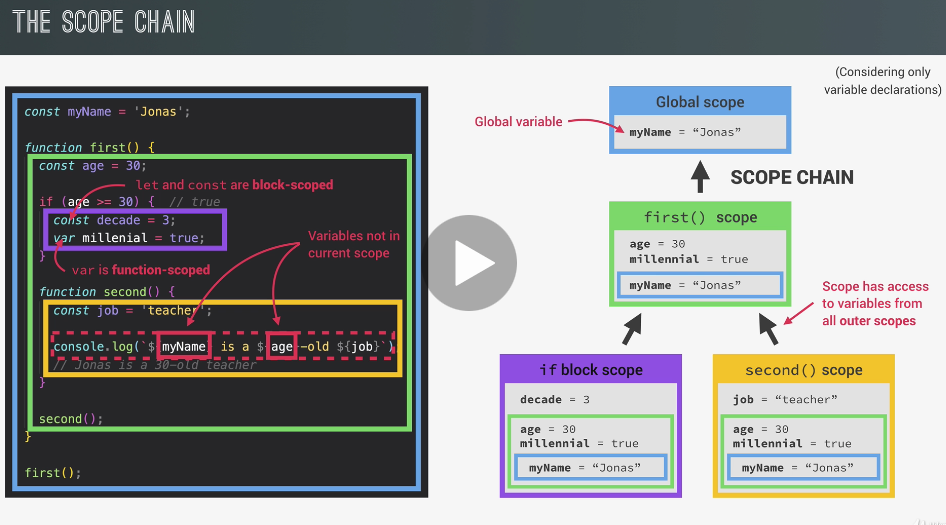 THE SCOPE CHAIN
(Considering only
variable declarations)
const myName = 'Jonas';
function first() {
const age = 30;
let and const are block-scoped
if (age >= 30) { // true
const decade = 3;
var millenial = true;
}
var is function-scoped
Variables not in
current scope
function second() {
const job = 'teacher';
console.log(`${myName} is a ${age}-old ${job}`)
// Jonas is a 30-old teacher
}
second();
}
first();
Global variable
Global scope
myName = “Jonas”
SCOPE CHAIN
first() scope
age = 30
millennial = true
myName = “Jonas”
Scope has access
to variables from
all outer scopes
if block scope
decade = 3
age = 30
millennial = true
myName = “Jonas”
second() scope
job = “teacher”
age = 30
millennial = true
myName = “Jonas”